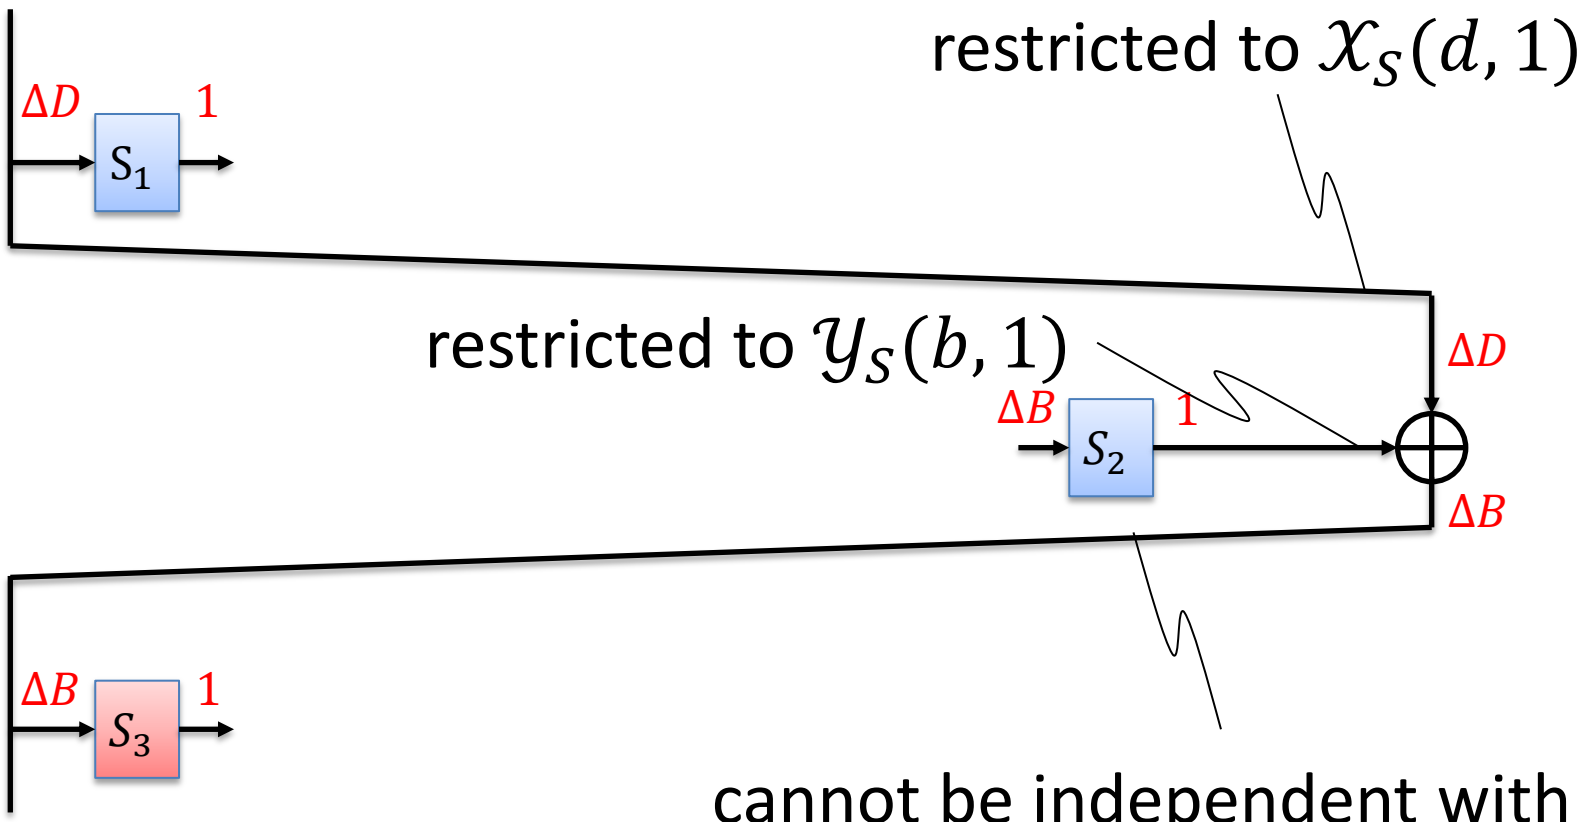 restricted to 𝒳_S(d, 1)
ΔD 1
S₁
restricted to 𝒴_S(b, 1)
ΔD
ΔB 1
S₂
ΔB
ΔB 1
S₃
cannot be independent with